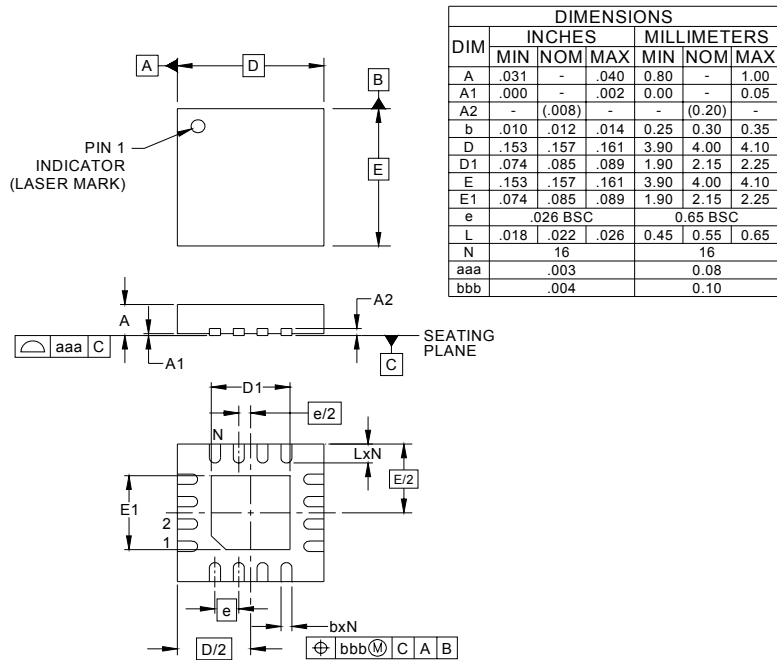 A
D
B
PIN 1
INDICATOR
(LASER MARK)
E
DIMENSIONS
DIM INCHES MILLIMETERS
MIN NOM MAX MIN NOM MAX
A .031 - .040 0.80 - 1.00
A1 .000 - .002 0.00 - 0.05
A2 - (.008) - - (0.20) -
b .010 .012 .014 0.25 0.30 0.35
D .153 .157 .161 3.90 4.00 4.10
D1 .074 .085 .089 1.90 2.15 2.25
E .153 .157 .161 3.90 4.00 4.10
E1 .074 .085 .089 1.90 2.15 2.25
e .026 BSC 0.65 BSC
L .018 .022 .026 0.45 0.55 0.65
N 16 16
aaa .003 0.08
bbb .004 0.10
A
A2
aaa C
A1
SEATING
PLANE
C
D1
e/2
N
LxN
E/2
E1
2
1
e
bxN
D/2
⌖ bbbⓂ C A B